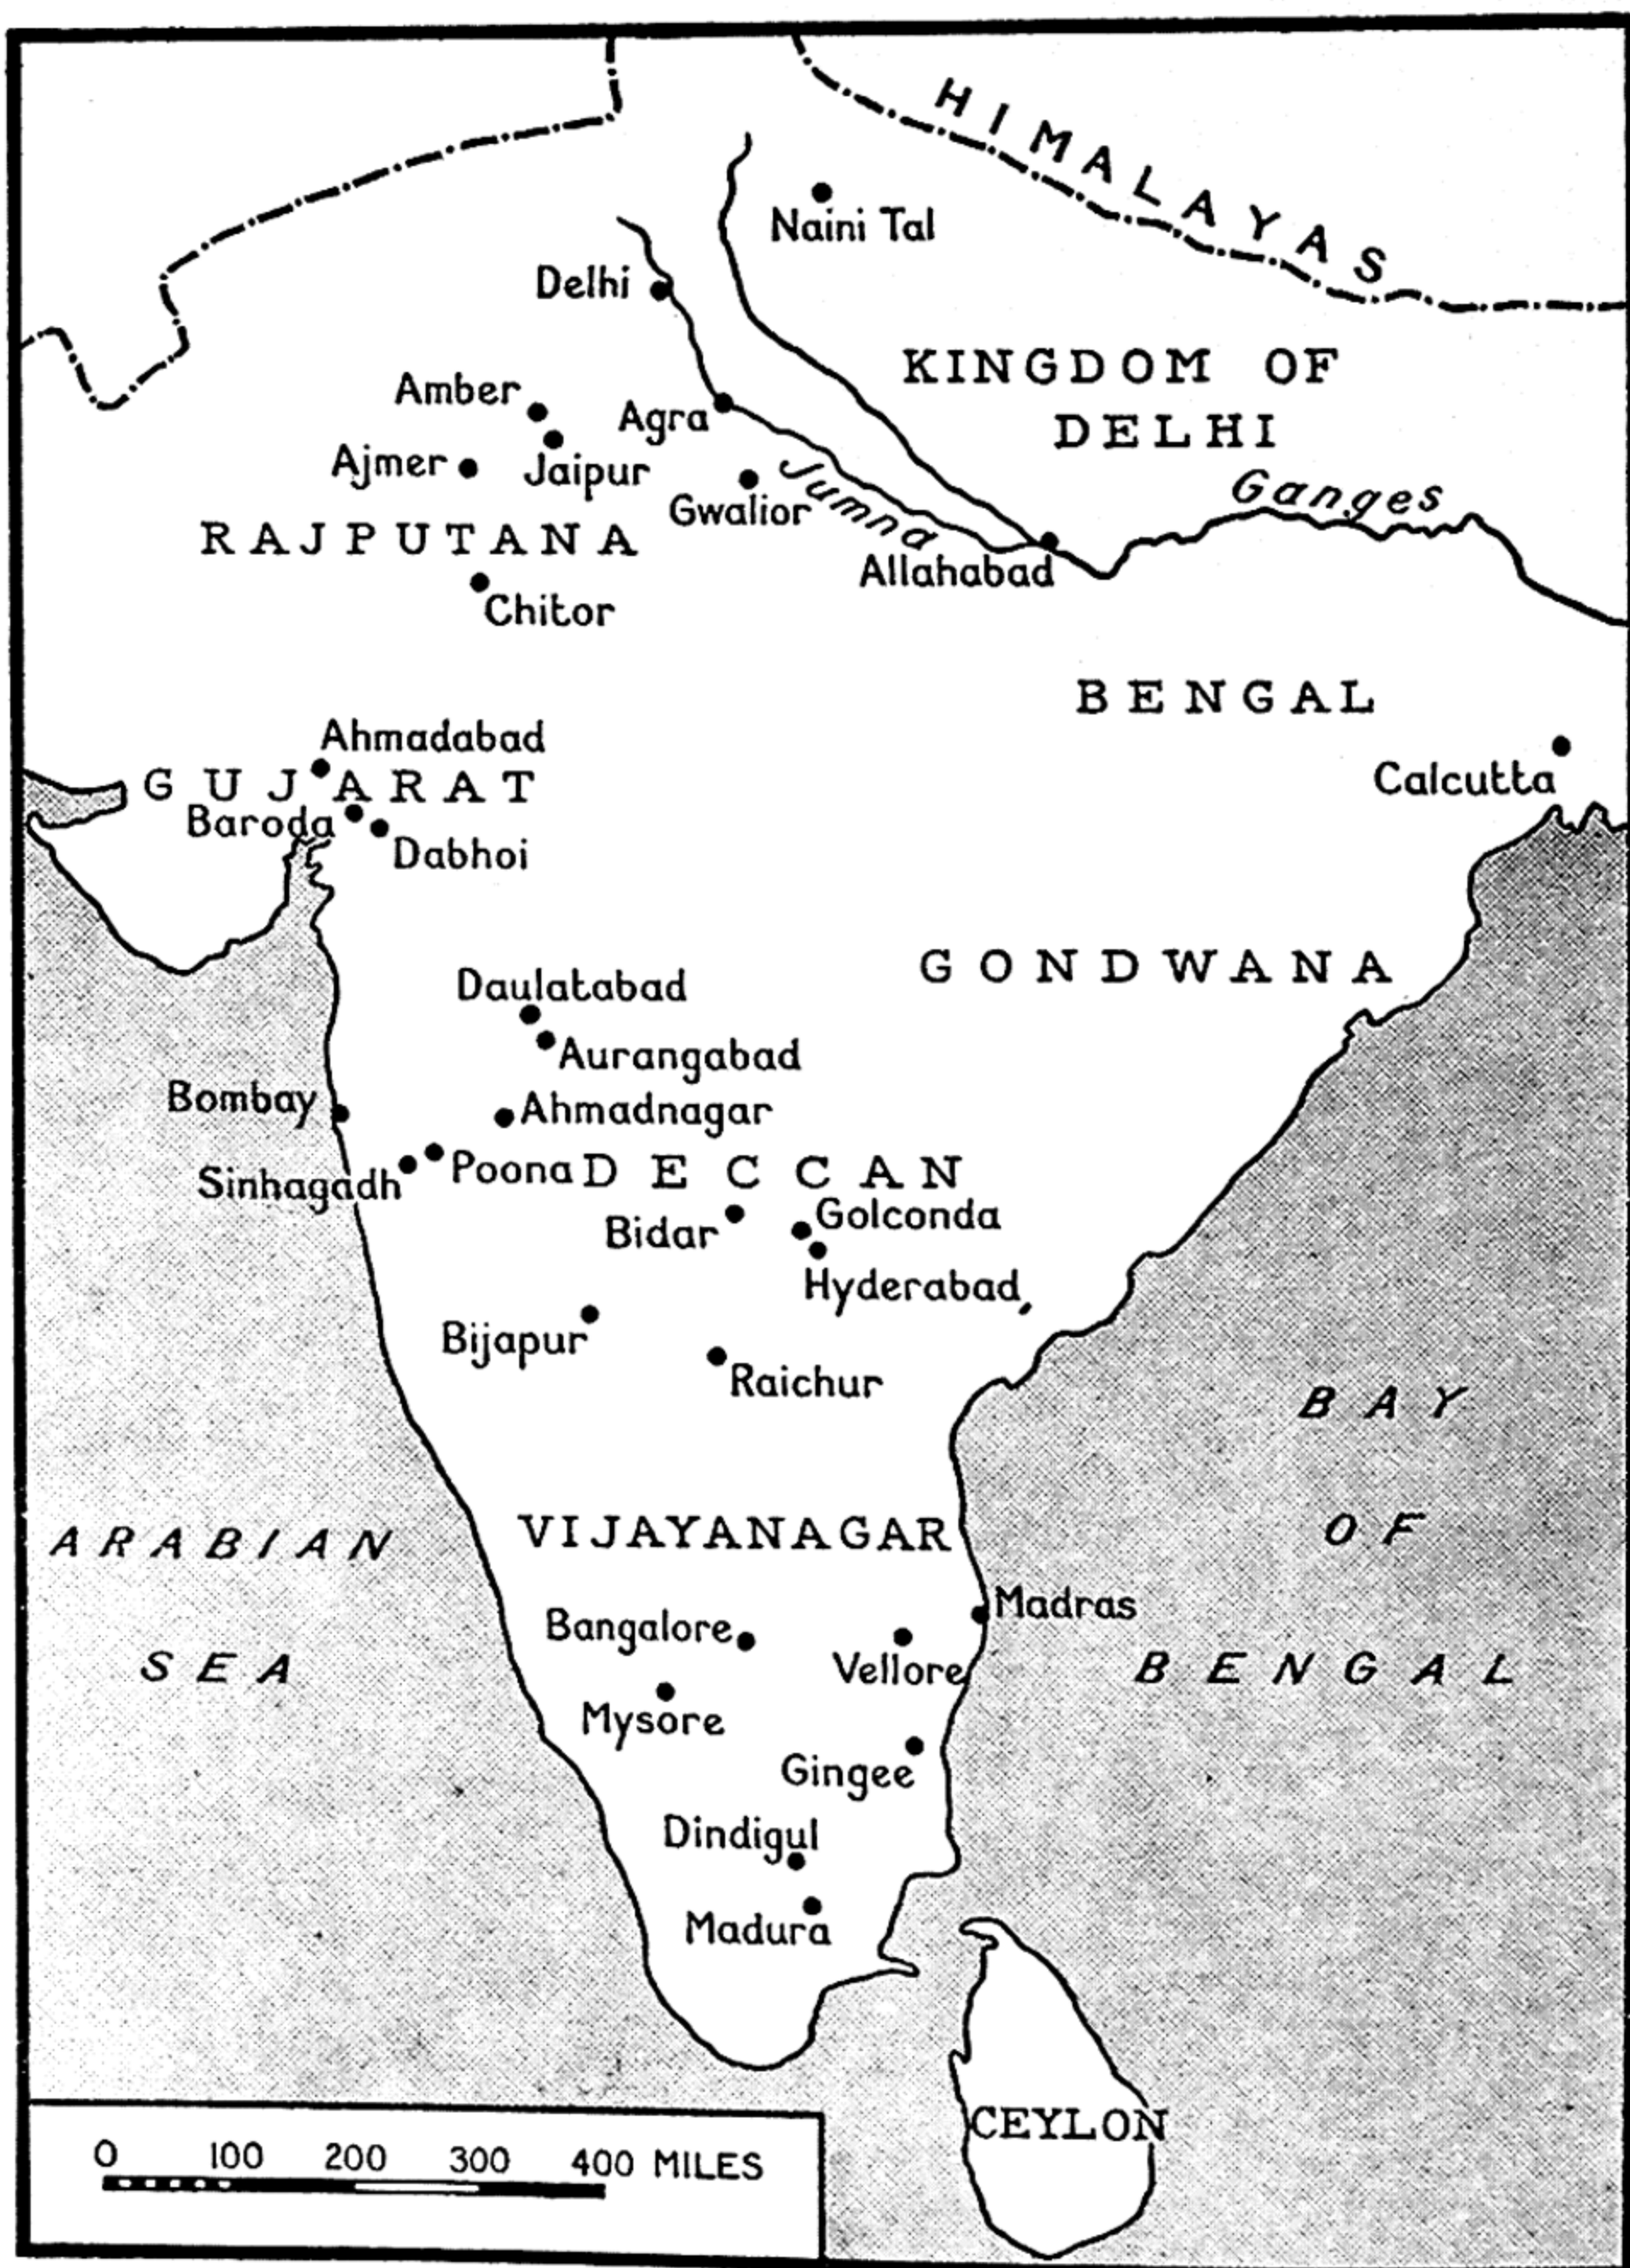 HIMALAYAS
Naini Tal
Delhi
KINGDOM OF
DELHI
Amber
Agra
Ajmer
Jaipur
Gwalior
Jumna
Ganges
RAJPUTANA
Allahabad
Chitor
BENGAL
Ahmadabad
Calcutta
GUJARAT
Baroda
Dabhoi
GONDWANA
Daulatabad
Aurangabad
Bombay
Ahmadnagar
Sinhagadh
Poona
DECCAN
Bidar
Golconda
Hyderabad
Bijapur
Raichur
BAY
OF
BENGAL
ARABIAN
SEA
VIJAYANAGAR
Madras
Bangalore
Vellore
Mysore
Gingee
Dindigul
Madura
CEYLON
0 100 200 300 400 MILES